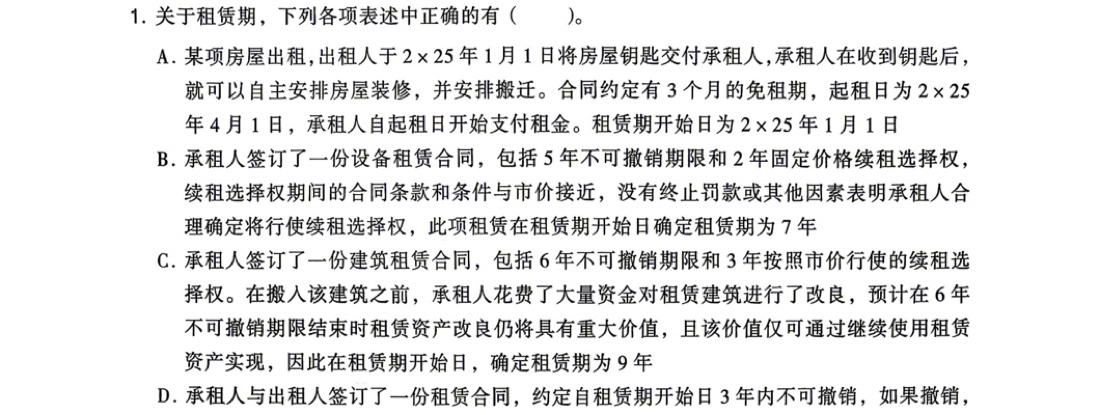 1. 关于租赁期，下列各项表述中正确的有（　　）。
A. 某项房屋出租，出租人于 2×25 年 1 月 1 日将房屋钥匙交付承租人，承租人在收到钥匙后，
就可以自主安排房屋装修，并安排搬迁。合同约定有 3 个月的免租期，起租日为 2×25
年 4 月 1 日，承租人自起租日开始支付租金。租赁期开始日为 2×25 年 1 月 1 日
B. 承租人签订了一份设备租赁合同，包括 5 年不可撤销期限和 2 年固定价格续租选择权，
续租选择权期间的合同条款和条件与市价接近，没有终止罚款或其他因素表明承租人合
理确定将行使续租选择权，此项租赁在租赁期开始日确定租赁期为 7 年
C. 承租人签订了一份建筑租赁合同，包括 6 年不可撤销期限和 3 年按照市价行使的续租选
择权。在搬入该建筑之前，承租人花费了大量资金对租赁建筑进行了改良，预计在 6 年
不可撤销期限结束时租赁资产改良仍将具有重大价值，且该价值仅可通过继续使用租赁
资产实现，因此在租赁期开始日，确定租赁期为 9 年
D. 承租人与出租人签订了一份租赁合同，约定自租赁期开始日 3 年内不可撤销，如果撤销，